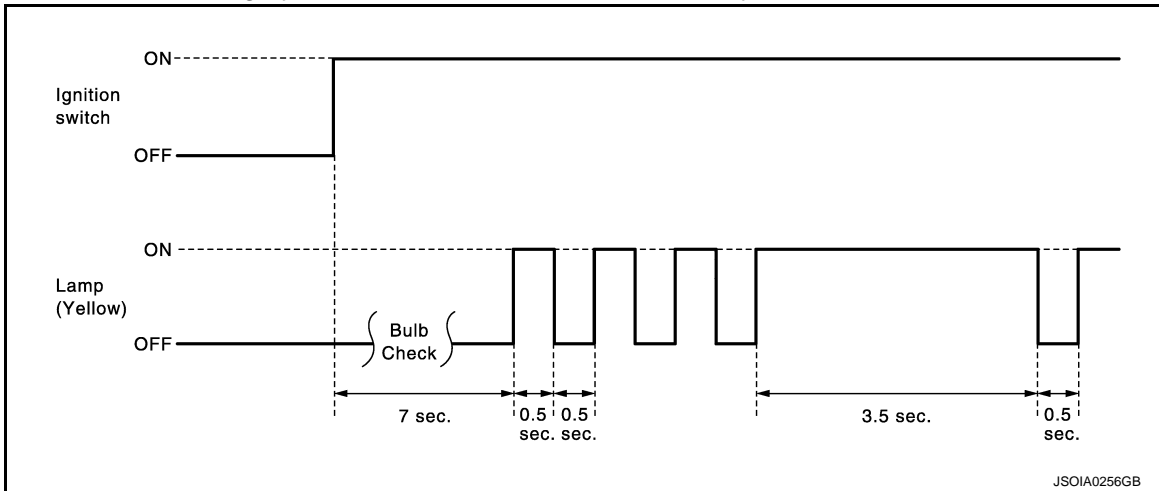 ON
Ignition
switch
OFF
ON
Lamp
(Yellow)
OFF
Bulb
Check
7 sec.
0.5 0.5
sec. sec.
3.5 sec.
0.5
sec.
JSOIA0256GB